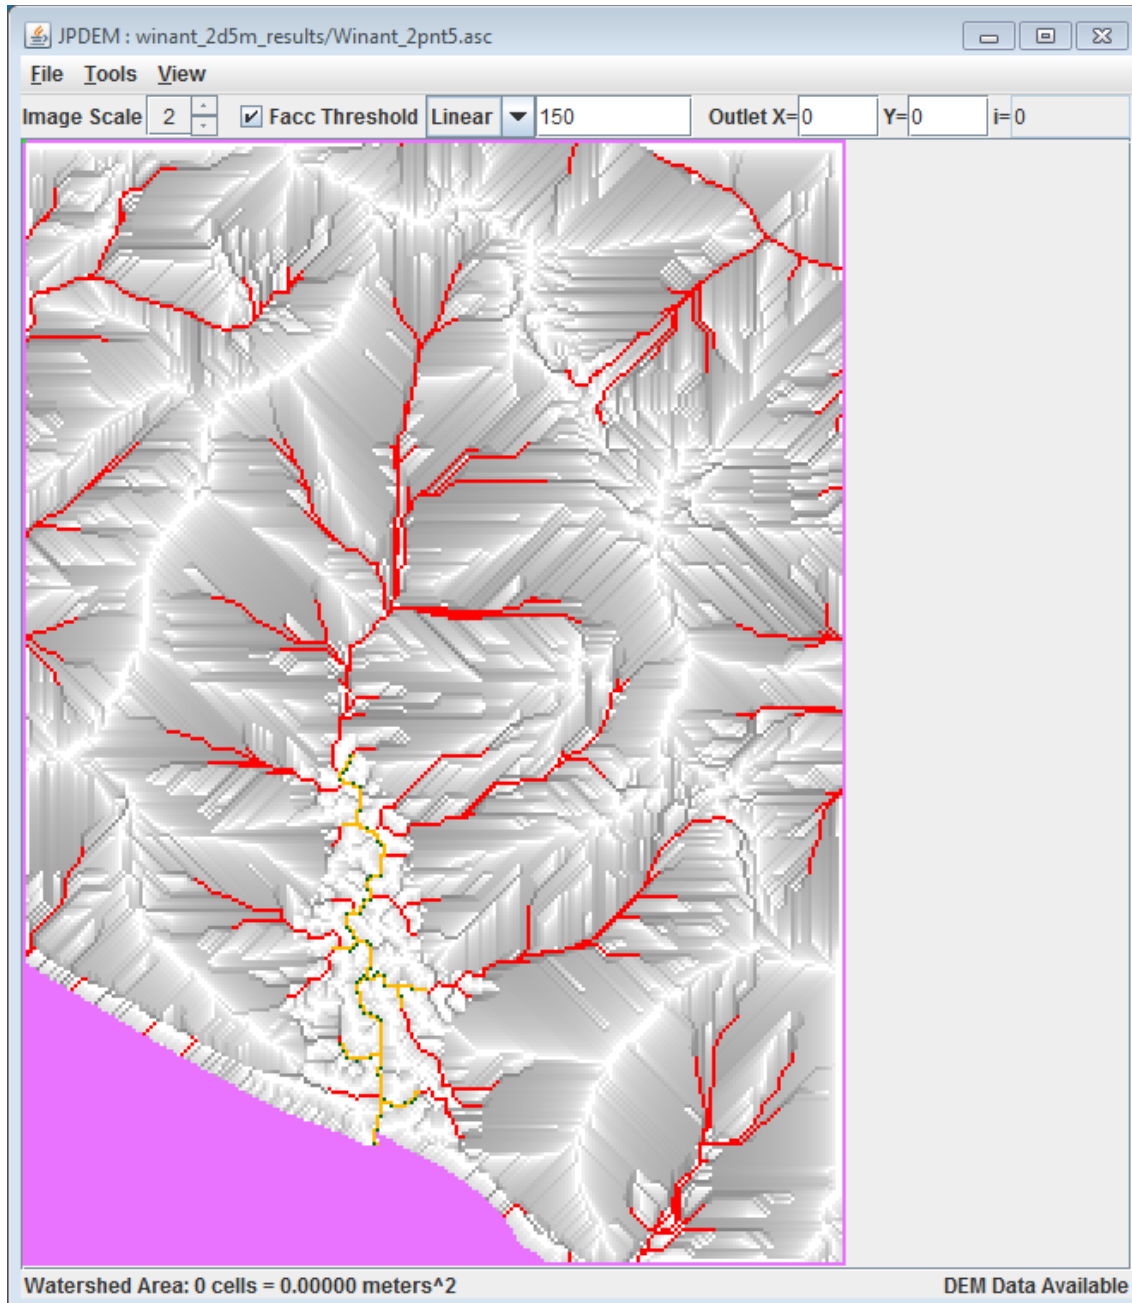 JPDEM : winant_2d5m_results/Winant_2pnt5.asc
File Tools View
Image Scale 2 Facc Threshold Linear 150 Outlet X= 0 Y= 0 i= 0
Watershed Area: 0 cells = 0.00000 meters^2 DEM Data Available